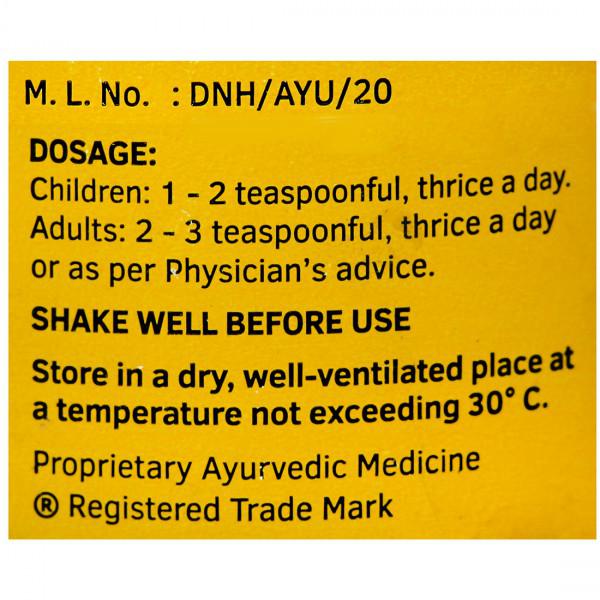 M. L. No. : DNH/AYU/20
DOSAGE:
Children: 1 - 2 teaspoonful, thrice a day.
Adults: 2 - 3 teaspoonful, thrice a day
or as per Physician's advice.
SHAKE WELL BEFORE USE
Store in a dry, well-ventilated place at
a temperature not exceeding 30° C.
Proprietary Ayurvedic Medicine
® Registered Trade Mark